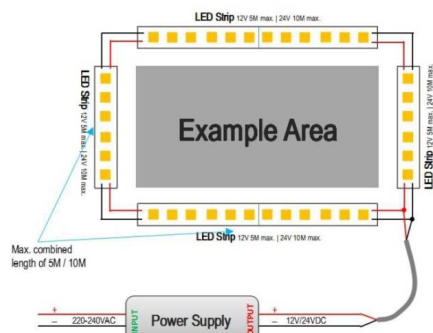 LED Strip 12V 5M max. | 24V 10M max.
LED Strip 12V 5M max. | 24V 10M max.
Example Area
LED Strip 12V 5M max. | 24V 10M max.
LED Strip 12V 5M max. | 24V 10M max.
Max. combined
length of 5M / 10M
+
– 220-240VAC
INPUT
Power Supply
OUTPUT
+
– 12V/24VDC